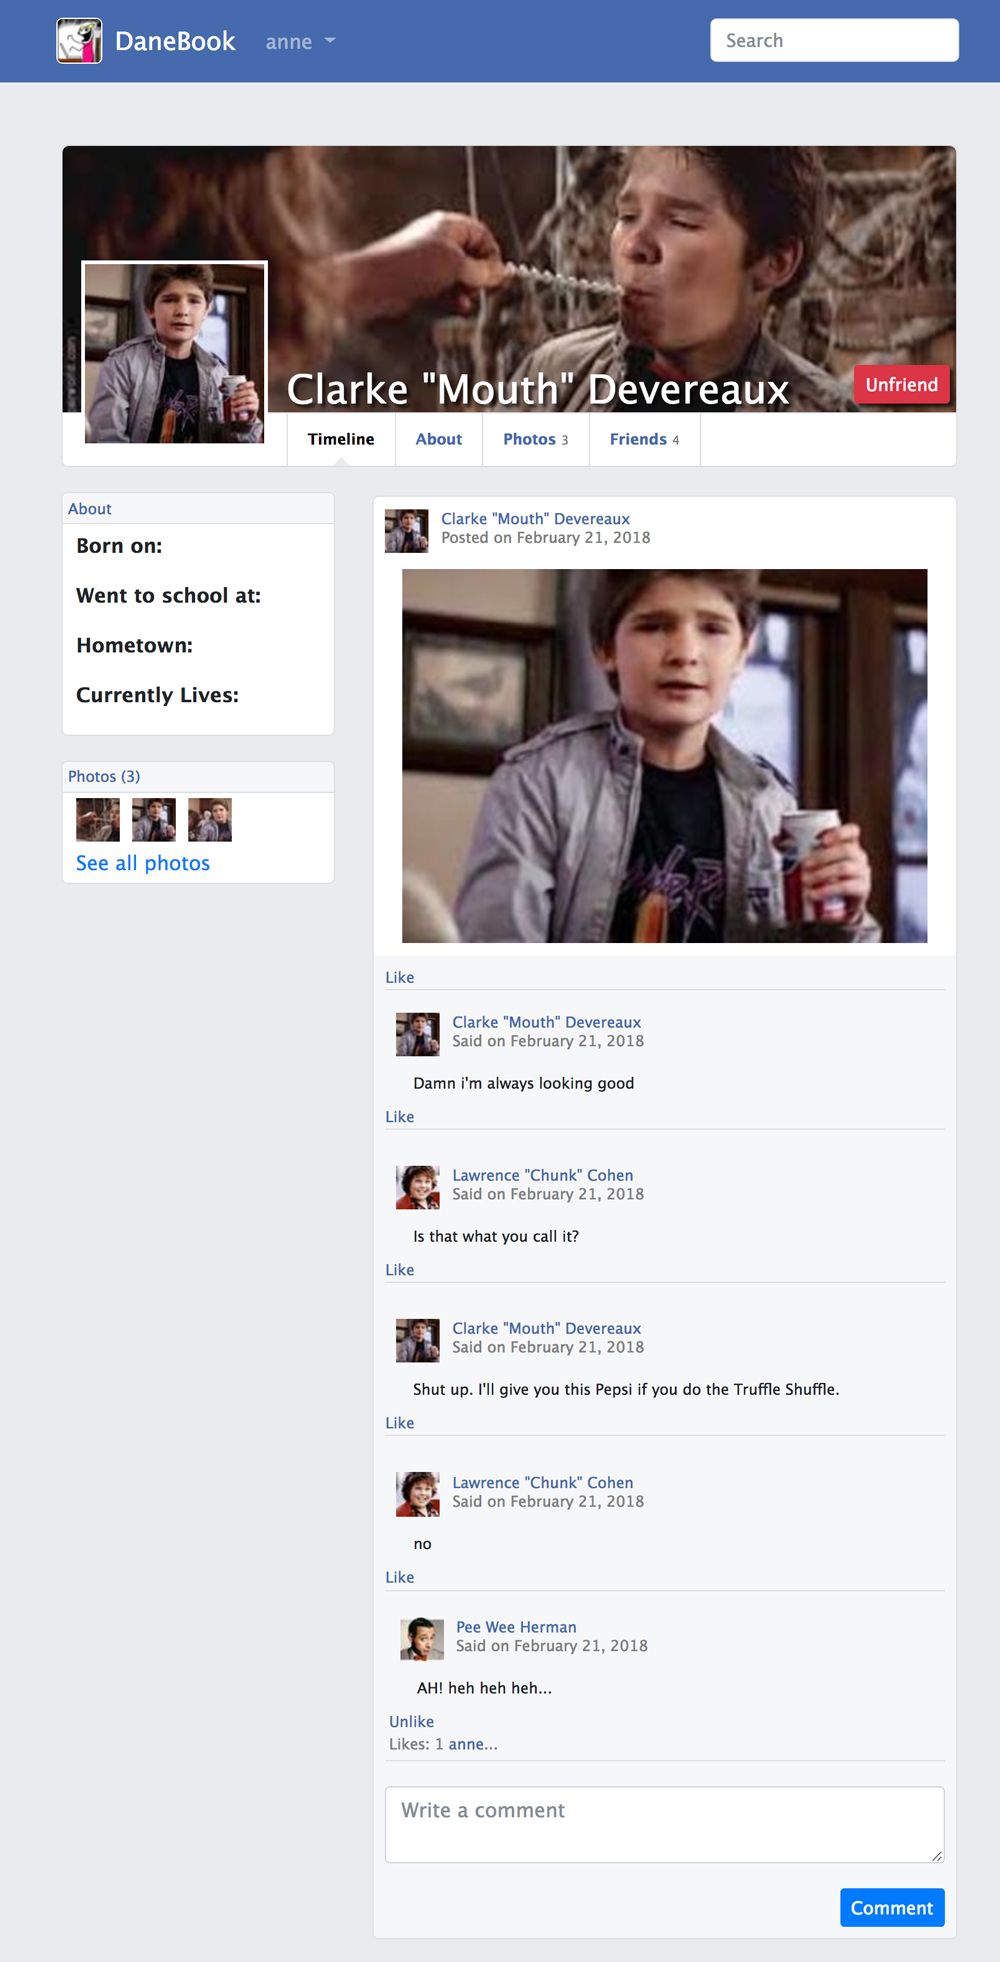 DaneBook
anne
Search
Clarke "Mouth" Devereaux
Unfriend
Timeline
About
Photos 3
Friends 4
About
Born on:
Went to school at:
Hometown:
Currently Lives:
Photos (3)
See all photos
Clarke "Mouth" Devereaux
Posted on February 21, 2018
Like
Clarke "Mouth" Devereaux
Said on February 21, 2018
Damn i'm always looking good
Like
Lawrence "Chunk" Cohen
Said on February 21, 2018
Is that what you call it?
Like
Clarke "Mouth" Devereaux
Said on February 21, 2018
Shut up. I'll give you this Pepsi if you do the Truffle Shuffle.
Like
Lawrence "Chunk" Cohen
Said on February 21, 2018
no
Like
Pee Wee Herman
Said on February 21, 2018
AH! heh heh heh...
Unlike
Likes: 1 anne...
Write a comment
Comment